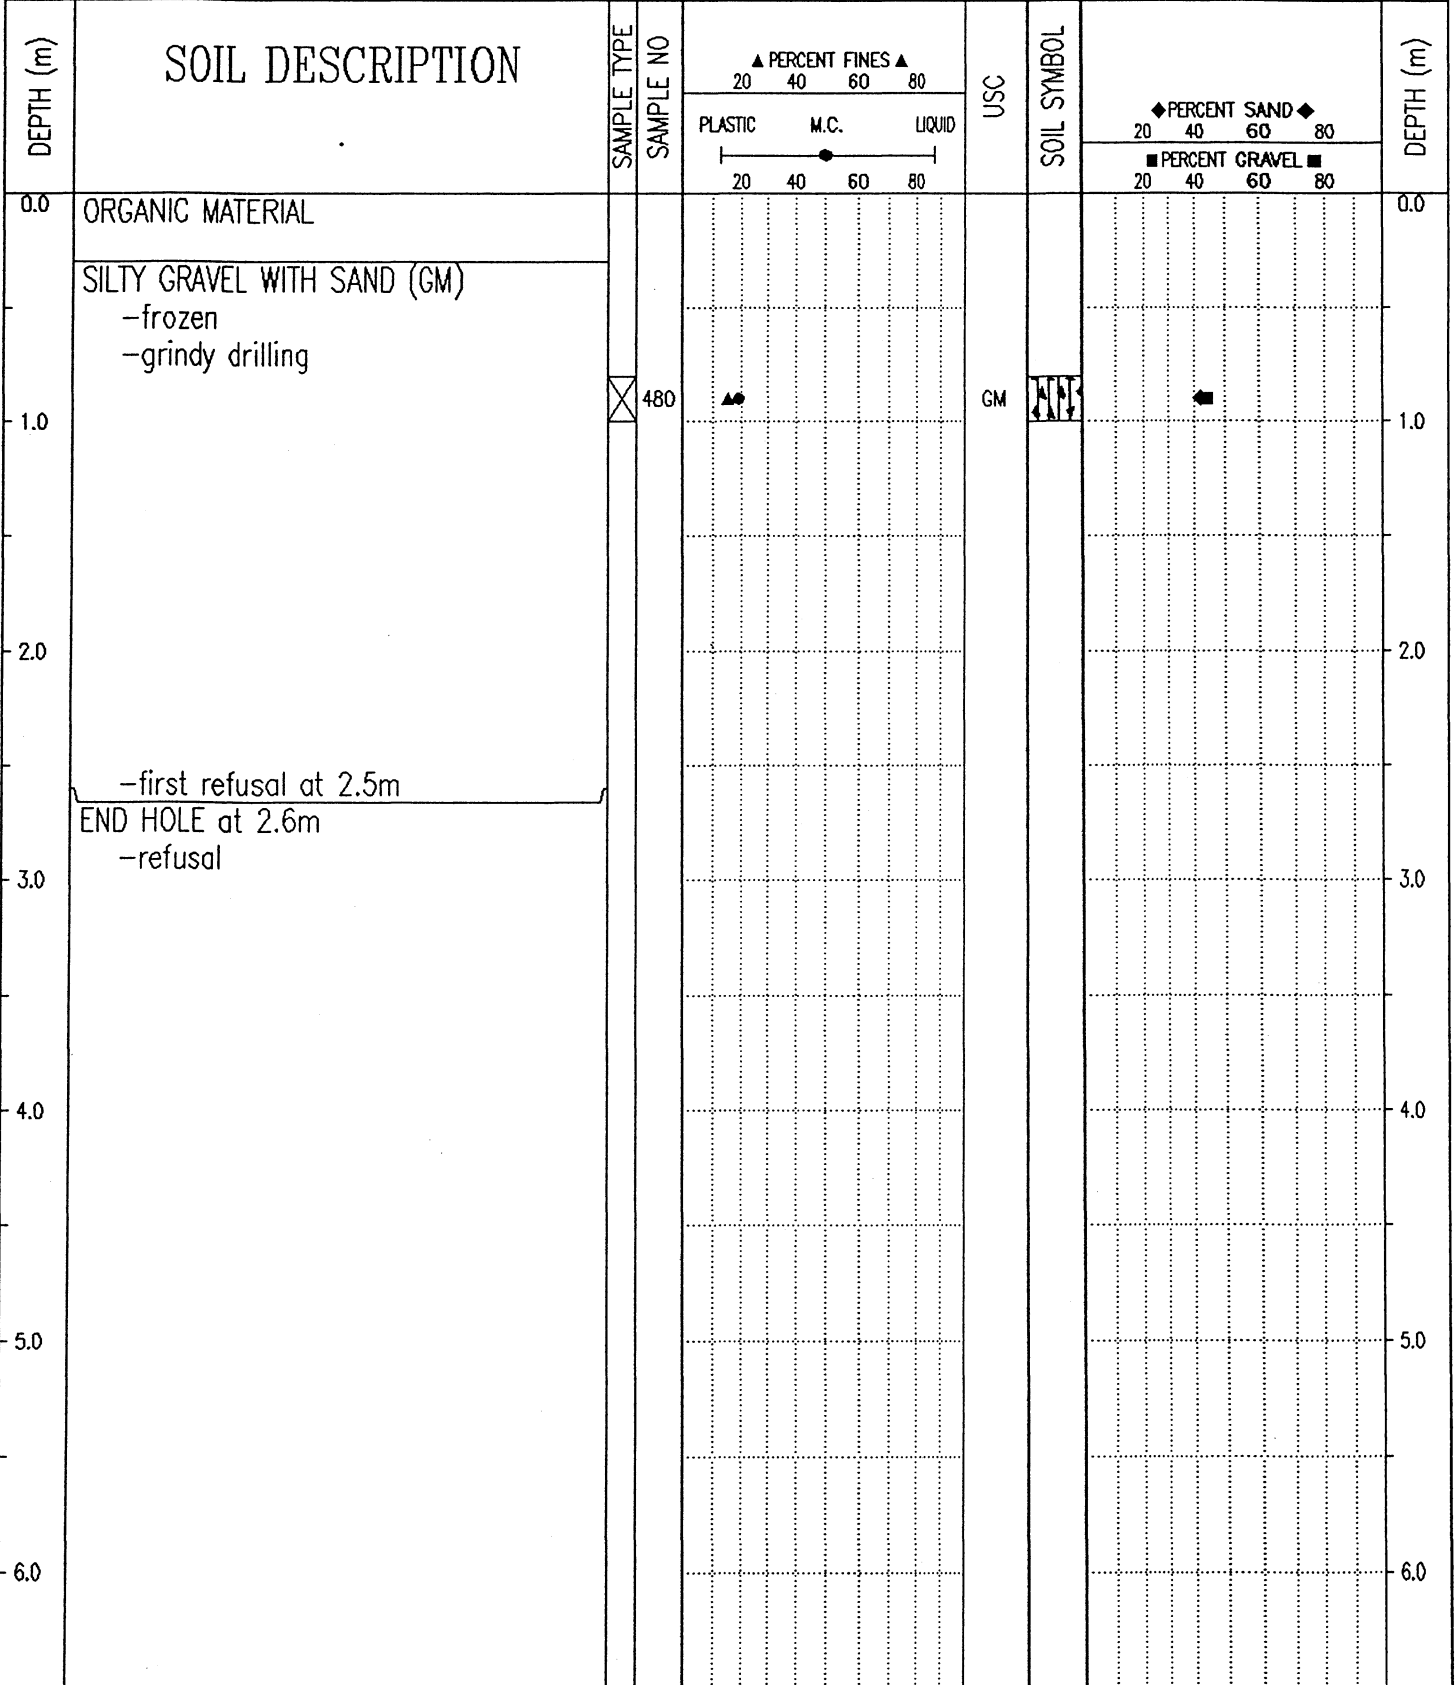 DEPTH (m)
SOIL DESCRIPTION
SAMPLE TYPE
SAMPLE NO
▲ PERCENT FINES ▲
20 40 60 80
PLASTIC M.C. LIQUID
20 40 60 80
USC
SOIL SYMBOL
◆PERCENT SAND◆
20 40 60 80
■PERCENT GRAVEL■
20 40 60 80
DEPTH (m)
0.0 ORGANIC MATERIAL 0.0
SILTY GRAVEL WITH SAND (GM)
-frozen
-grindy drilling
480 GM
1.0 1.0
2.0 2.0
-first refusal at 2.5m
END HOLE at 2.6m
-refusal
3.0 3.0
4.0 4.0
5.0 5.0
6.0 6.0